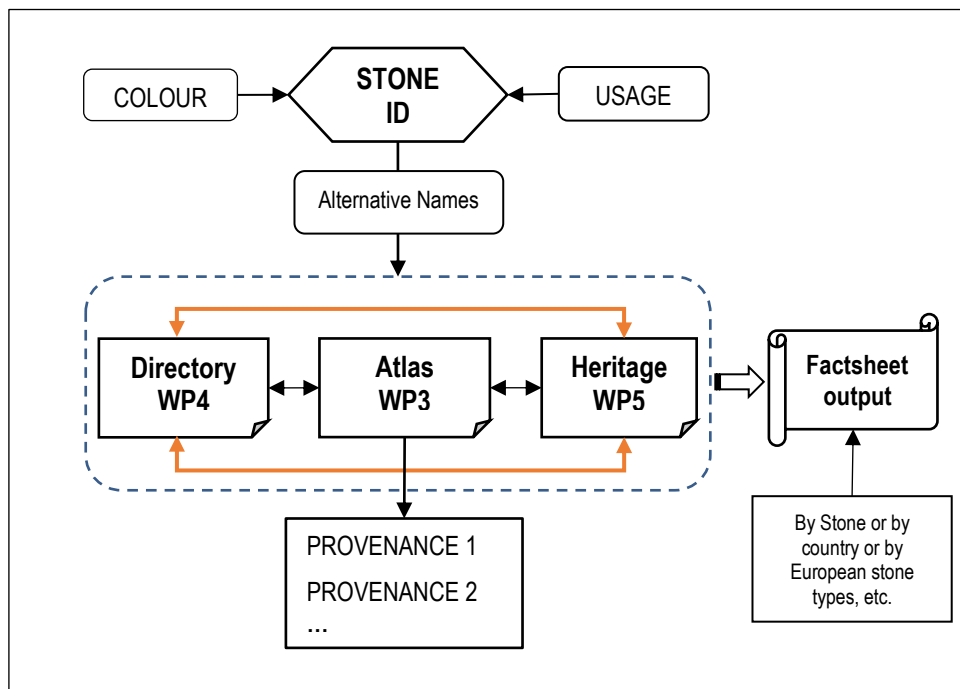 COLOUR
STONE
ID
USAGE
Alternative Names
Directory
WP4
Atlas
WP3
Heritage
WP5
Factsheet
output
PROVENANCE 1
PROVENANCE 2
…
By Stone or by
country or by
European stone
types, etc.